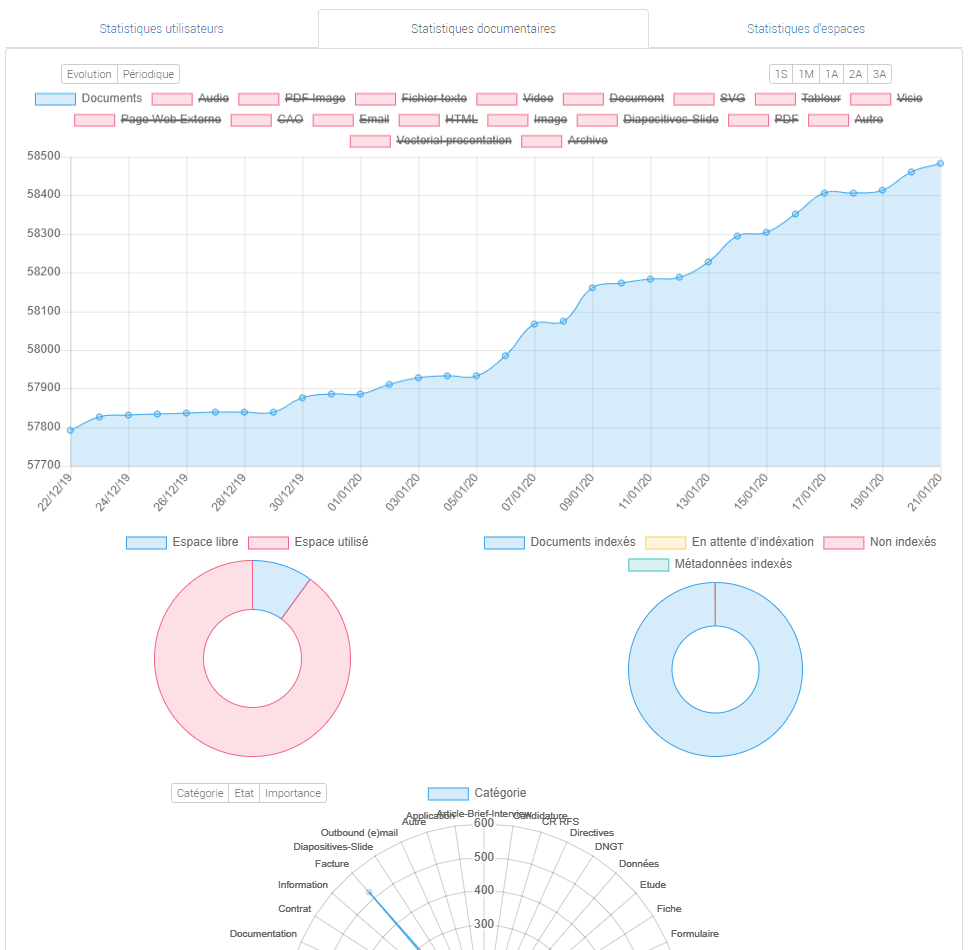 Statistiques utilisateurs Statistiques documentaires Statistiques d'espaces
Evolution Périodique 1S 1M 1A 2A 3A
Documents Audio PDF-Image Fichier texte Video Document SVG Tableur Visio
Page-Web-Externe CAO Email HTML Image Diapositives-Slide PDF Autre
Vectorial presentation Archive
58500
58400
58300
58200
58100
58000
57900
57800
57700
22/12/19 24/12/19 26/12/19 28/12/19 30/12/19 01/01/20 03/01/20 05/01/20 07/01/20 09/01/20 11/01/20 13/01/20 15/01/20 17/01/20 19/01/20 21/01/20
Espace libre Espace utilisé
Documents indexés En attente d'indéxation Non indexés
Métadonnées indexés
Catégorie Etat Importance
Catégorie
Article-Brief-Interview
Application Candidature
Autre 600 CR RFS
Outbound (e)mail Directives
Diapositives-Slide DNGT
500
Facture Données
Information 400 Etude
Contrat Fiche
300
Documentation Formulaire